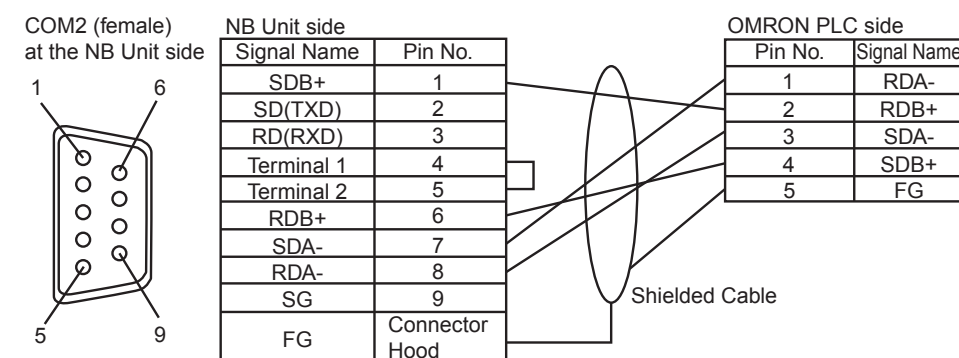 COM2 (female)
at the NB Unit side
1 6
5 9
NB Unit side
Signal Name Pin No.
SDB+ 1
SD(TXD) 2
RD(RXD) 3
Terminal 1 4
Terminal 2 5
RDB+ 6
SDA- 7
RDA- 8
SG 9
FG Connector
Hood
Shielded Cable
OMRON PLC side
Pin No. Signal Name
1 RDA-
2 RDB+
3 SDA-
4 SDB+
5 FG